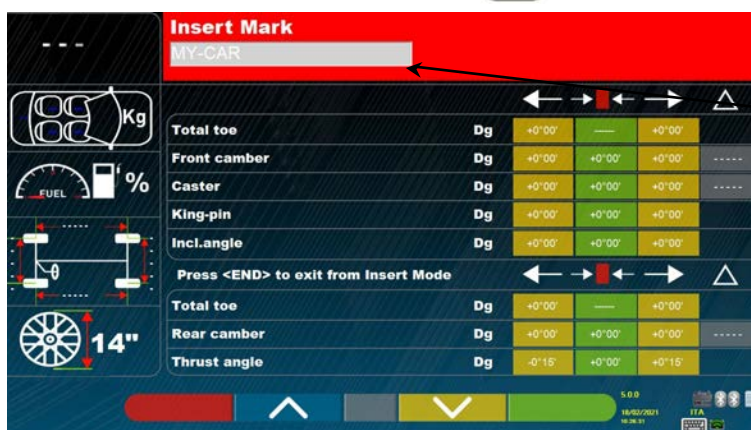 Insert Mark
- - -
MY-CAR
Kg
Total toe Dg +0°00' ---- +0°00'
Front camber Dg +0°00' +0°00' +0°00' -----
FUEL %
Caster Dg +0°00' +0°00' +0°00' -----
King-pin Dg +0°00' +0°00' +0°00'
Incl.angle Dg +0°00' +0°00' +0°00'
Press <END> to exit from Insert Mode
Total toe Dg +0°00' ---- +0°00'
Rear camber Dg +0°00' +0°00' +0°00' -----
14"
Thrust angle Dg -0°15' +0°00' +0°15'
5.0.0
18/02/2021 ITA